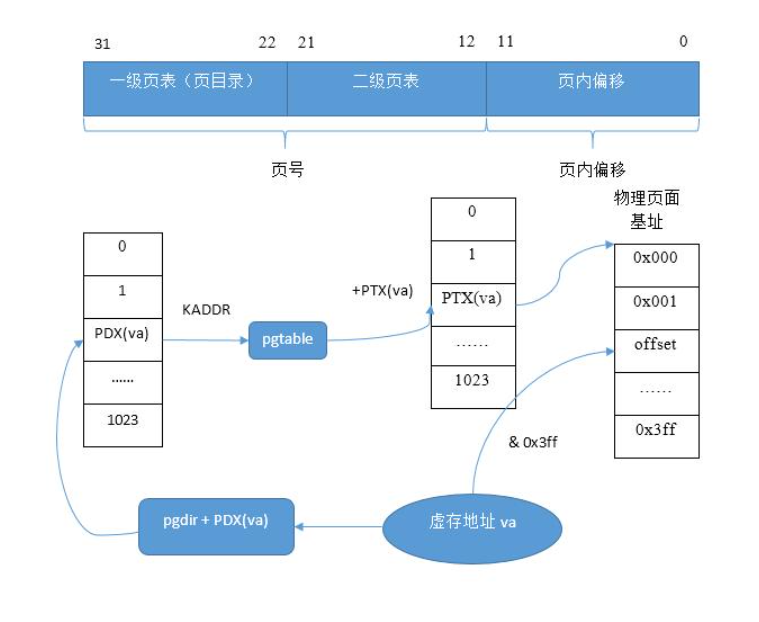 31 22 21 12 11 0
一级页表（页目录） 二级页表 页内偏移
页号 页内偏移
物理页面
基址
0
1
PDX(va)
......
1023
KADDR
pgtable
+PTX(va)
0
1
PTX(va)
……
1023
0x000
0x001
offset
……
0x3ff
& 0x3ff
pgdir + PDX(va)
虚存地址 va